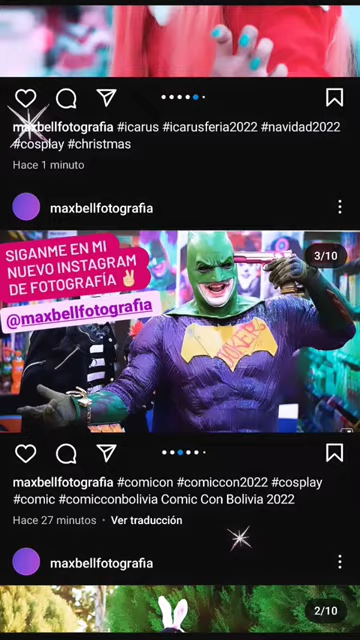 maxbellfotografia #icarus #icarusferia2022 #navidad2022
#cosplay #christmas
Hace 1 minuto
maxbellfotografia
SIGANME EN MI
NUEVO INSTAGRAM
DE FOTOGRAFÍA
@maxbellfotografia
3/10
JOKER
maxbellfotografia #comicon #comiccon2022 #cosplay
#comic #comicconbolivia Comic Con Bolivia 2022
Hace 27 minutos · Ver traducción
maxbellfotografia
2/10